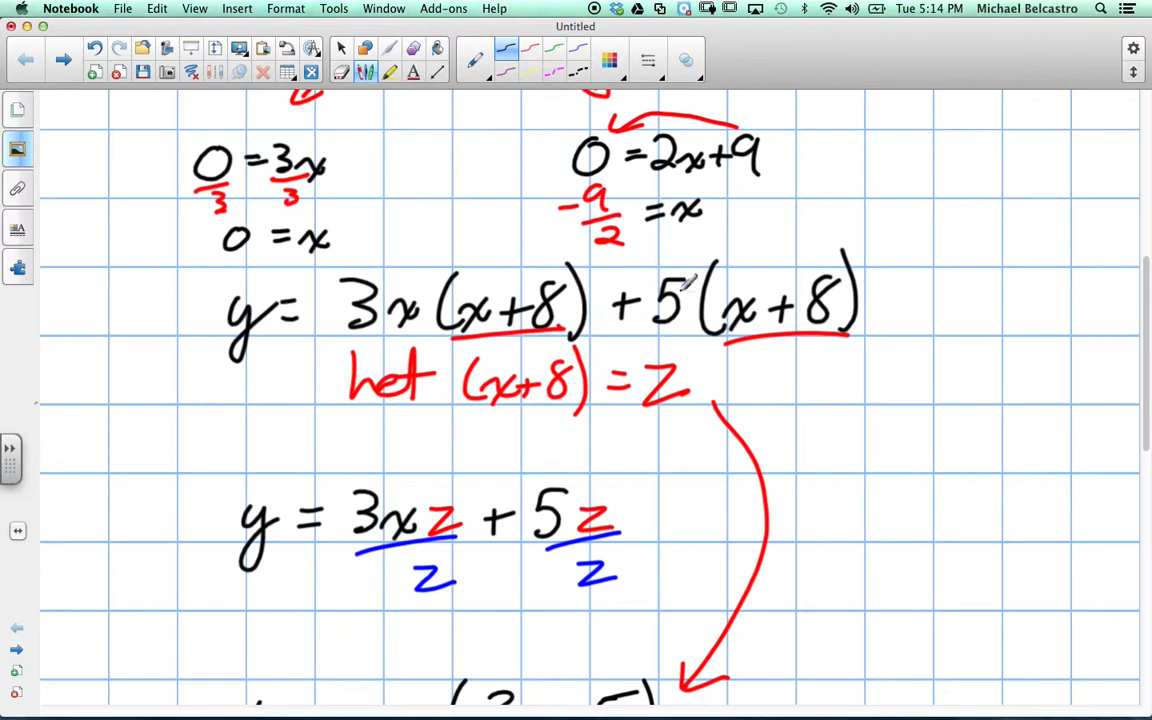 Notebook File Edit View Insert Format Tools Window Add-ons Help Tue 5:14 PM Michael Belcastro
Untitled
0 = 3x
3 3
0 = x
0 = 2x+9
-9/2 = x
y = 3x(x+8) + 5(x+8)
Let (x+8) = z
y = 3xz + 5z
z z